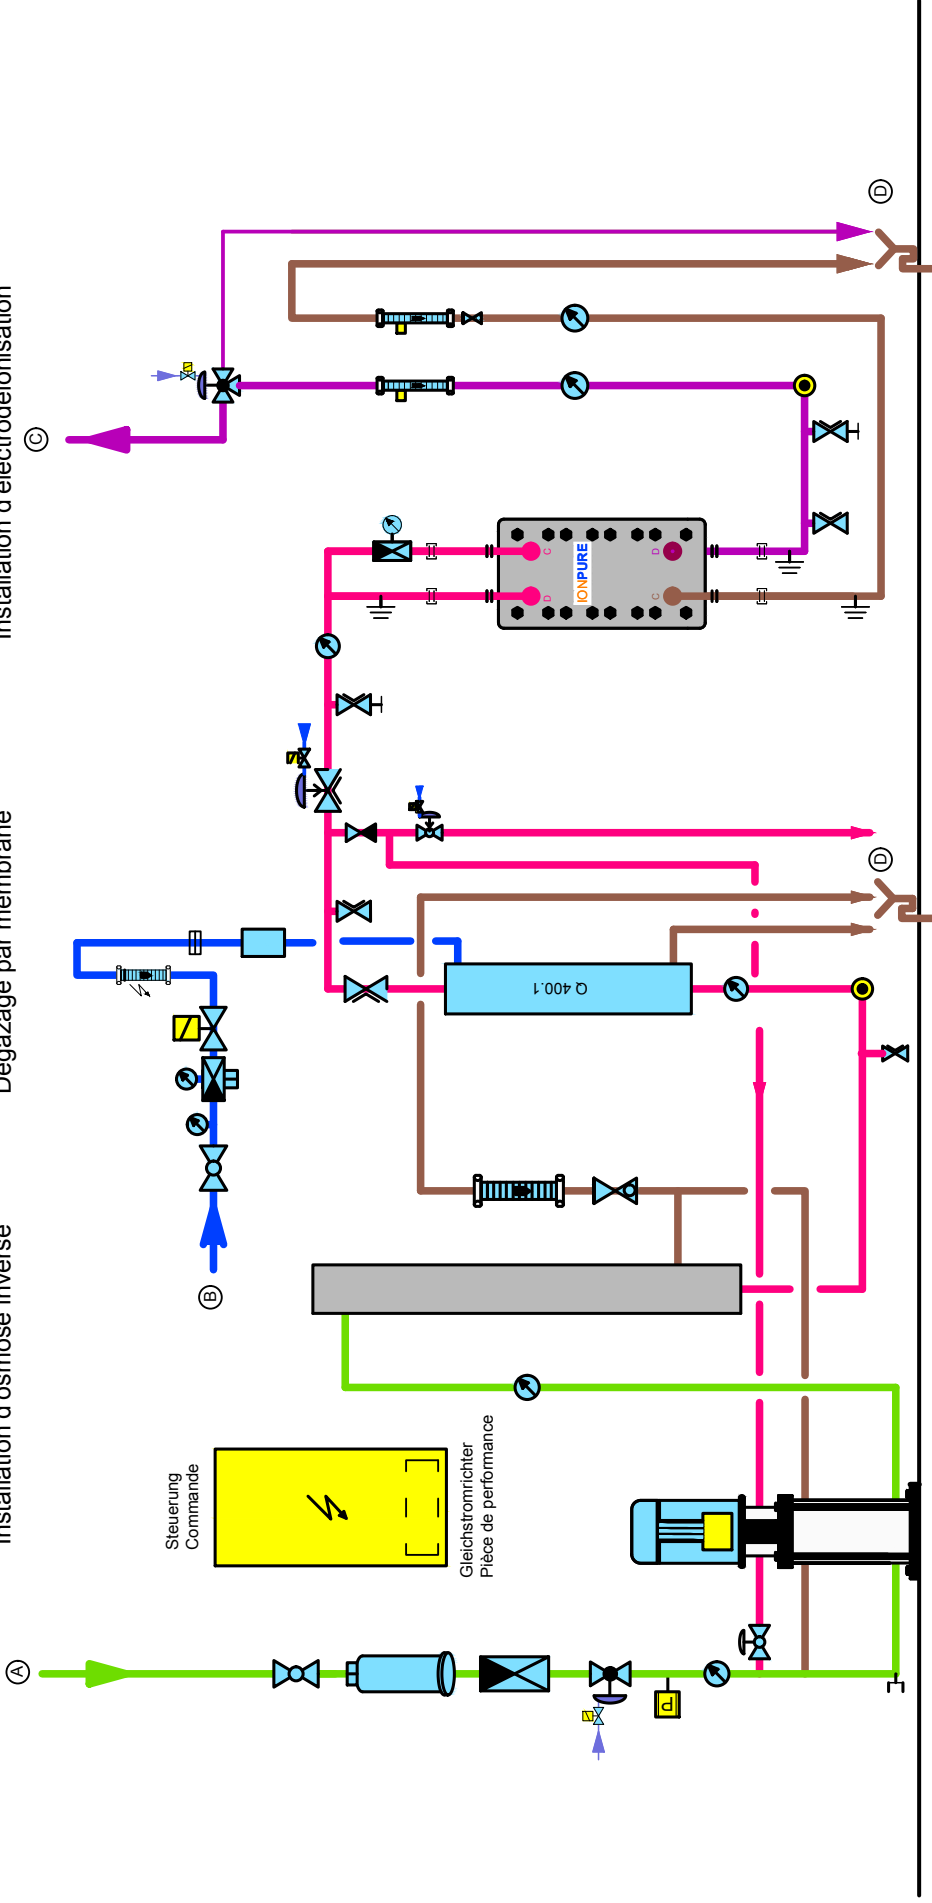 Installation d'osmose inverse
Dégazage par membrane
Installation d'électrodéionisation
A
B
C
D
D
Steuerung
Commande
Gleichstromrichter
Pièce de performance
P
Q 400.1
IONPURE
D
C
C
D